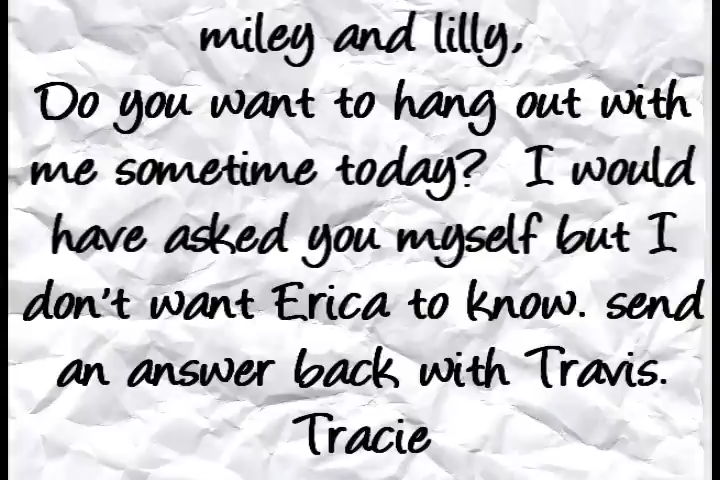 miley and lilly,
Do you want to hang out with
me sometime today? I would
have asked you myself but I
don't want Erica to know. send
an answer back with Travis.
Tracie